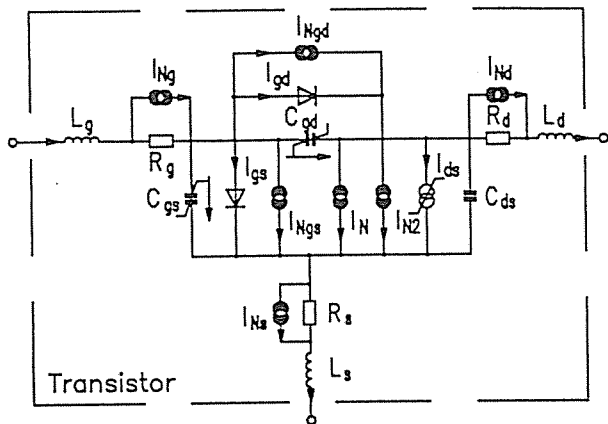 I_Ngd
I_Ng
I_gd
I_Nd
L_g
C_gd
R_d
L_d
R_g
I_gs
I_ds
C_gs
I_Ngs
I_N
I_N2
C_ds
I_Ns
R_s
L_s
Transistor